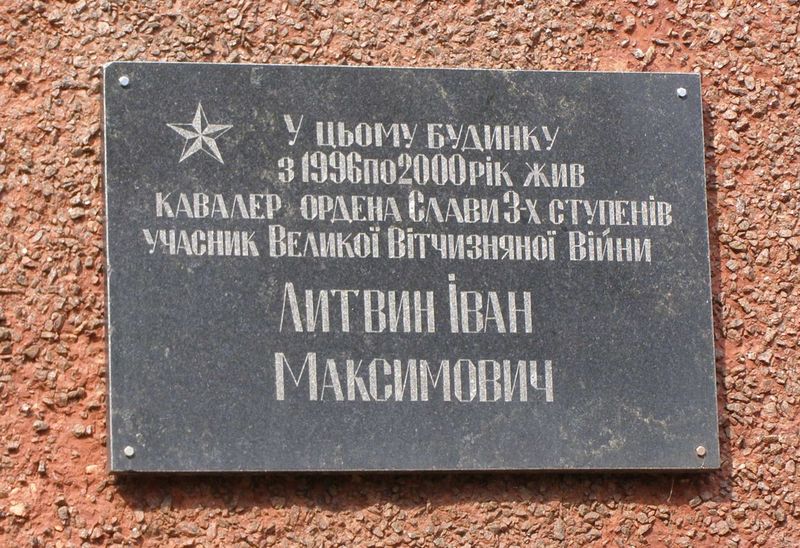 У цьому будинку
з 1996 по 2000 рік жив
кавалер ордена Слави 3-х ступенів
учасник Великої Вітчизняної Війни
Литвин Іван
Максимович